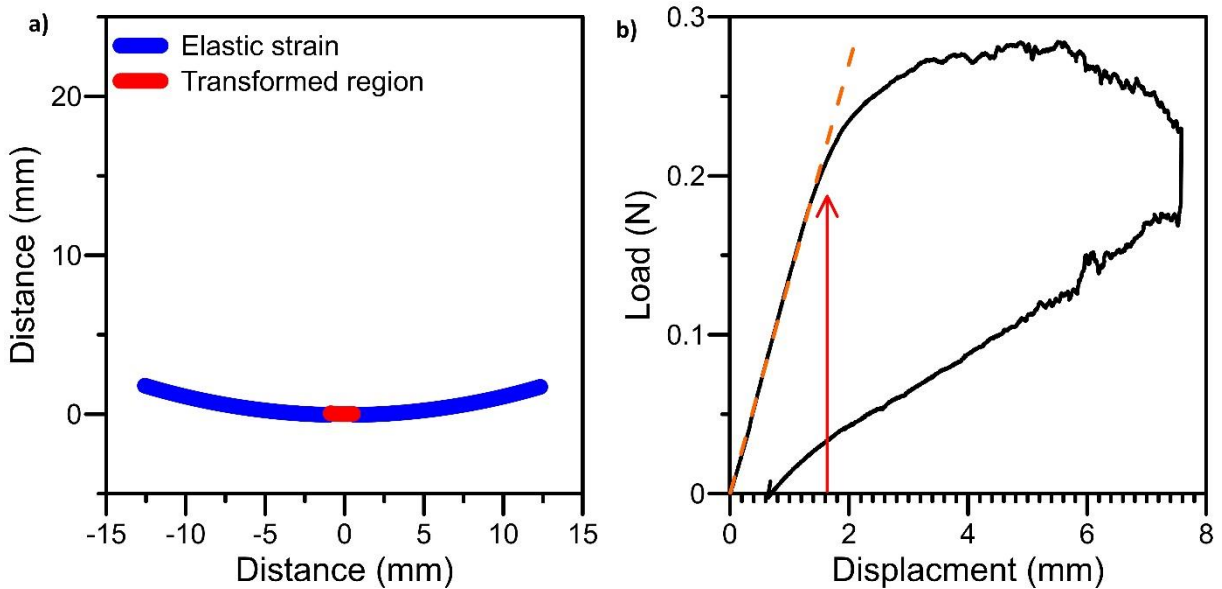 a)
Elastic strain
Transformed region
Distance (mm)
20
10
0
-15
-10
-5
0
5
10
15
Distance (mm)
b)
Load (N)
0.3
0.2
0.1
0
0
2
4
6
8
Displacment (mm)